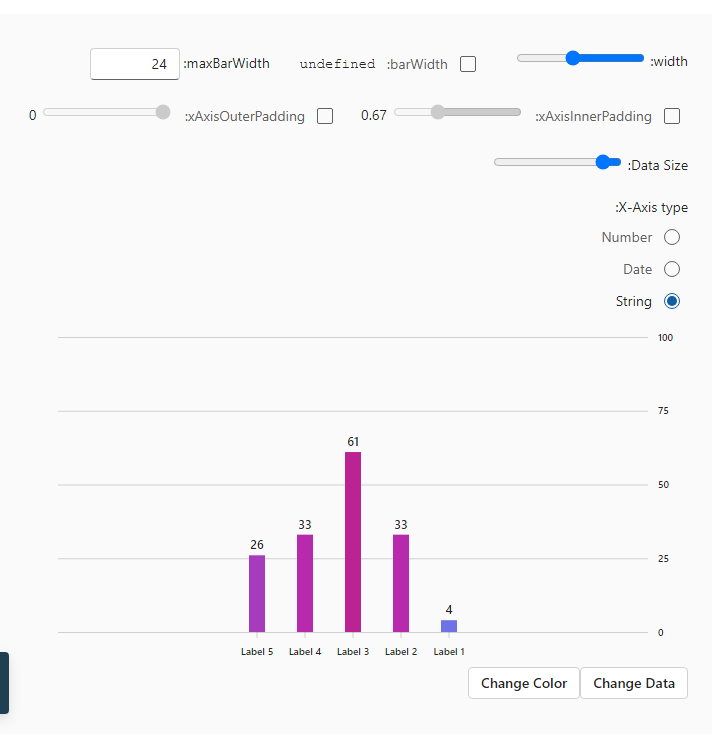 width:
barWidth: undefined
maxBarWidth: 24
xAxisInnerPadding: 0.67
xAxisOuterPadding: 0
Data Size:
X-Axis type:
Number
Date
String
100
75
50
25
0
26
33
61
33
4
Label 5 Label 4 Label 3 Label 2 Label 1
Change Color Change Data